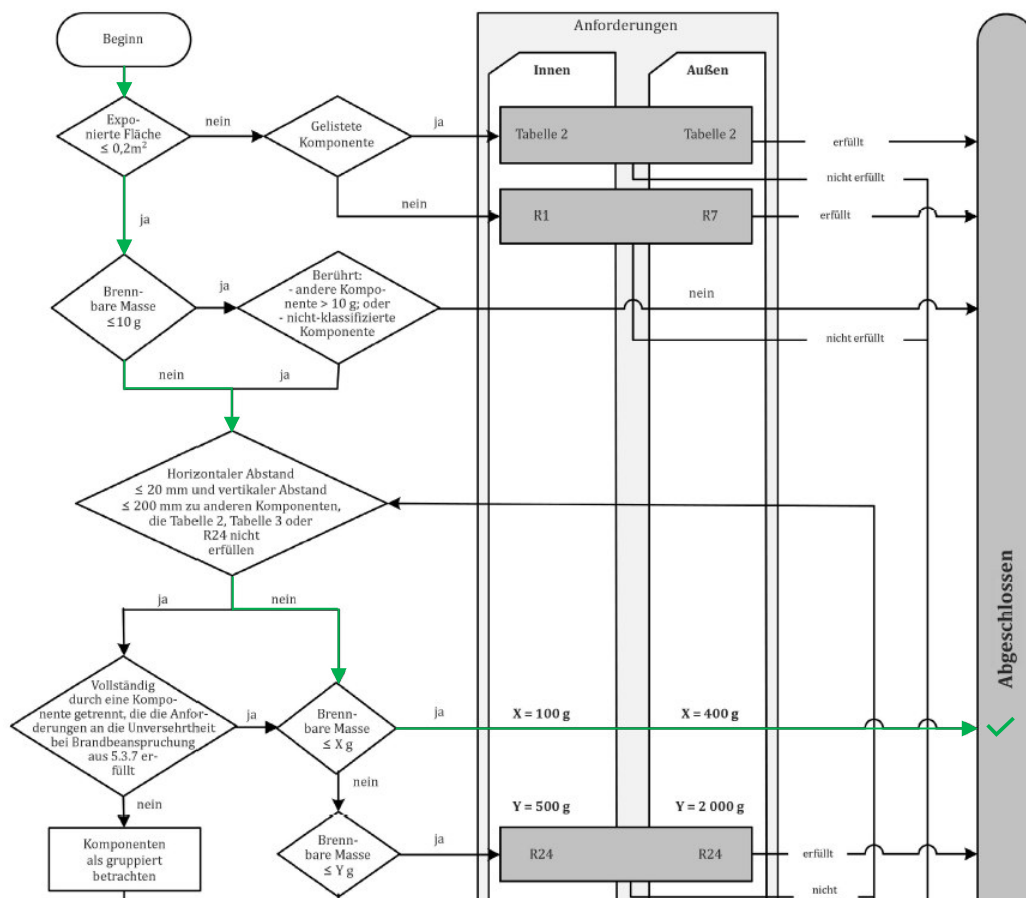 Anforderungen
Beginn
Innen
Außen
Expo-
nierte Fläche
≤ 0,2m²
nein
Gelistete
Komponente
ja
Tabelle 2
Tabelle 2
erfüllt
nicht erfüllt
nein
R1
R7
erfüllt
ja
Brenn-
bare Masse
≤10 g
ja
Berührt:
- andere Kompo-
nente > 10 g; oder
- nicht-klassifizierte
Komponente
nein
nicht erfüllt
nein
ja
Horizontaler Abstand
≤ 20 mm und vertikaler Abstand
≤ 200 mm zu anderen Komponenten,
die Tabelle 2, Tabelle 3 oder
R24 nicht
erfüllen
ja
nein
Vollständig
durch eine Kompo-
nente getrennt, die die Anfor-
derungen an die Unversehrtheit
bei Brandbeanspruchung
aus 5.3.7 er-
füllt
ja
Brenn-
bare Masse
≤ X g
ja
X = 100 g
X = 400 g
Abgeschlossen
nein
nein
Y = 500 g
Y = 2 000 g
Komponenten
als gruppiert
betrachten
Brenn-
bare Masse
≤ Y g
ja
R24
R24
erfüllt
nicht